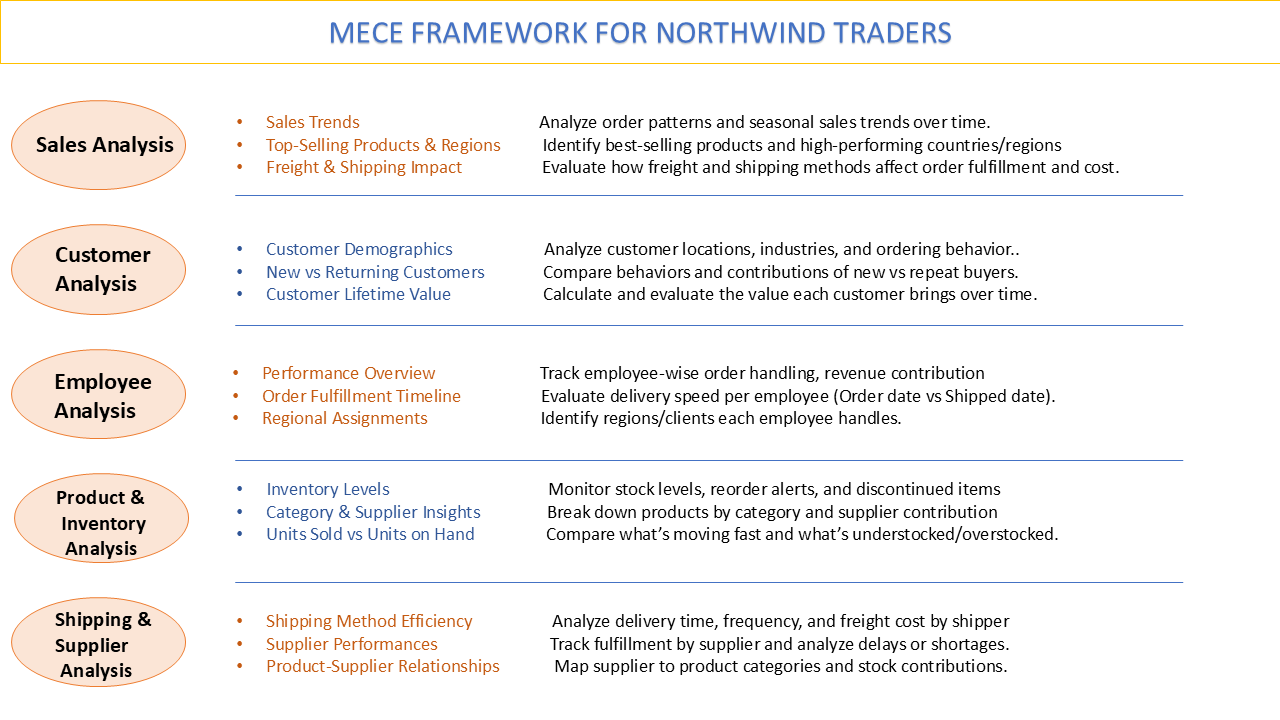 MECE FRAMEWORK FOR NORTHWIND TRADERS
Sales Analysis
• Sales Trends Analyze order patterns and seasonal sales trends over time.
• Top-Selling Products & Regions Identify best-selling products and high-performing countries/regions
• Freight & Shipping Impact Evaluate how freight and shipping methods affect order fulfillment and cost.
Customer
Analysis
• Customer Demographics Analyze customer locations, industries, and ordering behavior..
• New vs Returning Customers Compare behaviors and contributions of new vs repeat buyers.
• Customer Lifetime Value Calculate and evaluate the value each customer brings over time.
Employee
Analysis
• Performance Overview Track employee-wise order handling, revenue contribution
• Order Fulfillment Timeline Evaluate delivery speed per employee (Order date vs Shipped date).
• Regional Assignments Identify regions/clients each employee handles.
Product &
Inventory
Analysis
• Inventory Levels Monitor stock levels, reorder alerts, and discontinued items
• Category & Supplier Insights Break down products by category and supplier contribution
• Units Sold vs Units on Hand Compare what’s moving fast and what’s understocked/overstocked.
Shipping &
Supplier
Analysis
• Shipping Method Efficiency Analyze delivery time, frequency, and freight cost by shipper
• Supplier Performances Track fulfillment by supplier and analyze delays or shortages.
• Product-Supplier Relationships Map supplier to product categories and stock contributions.